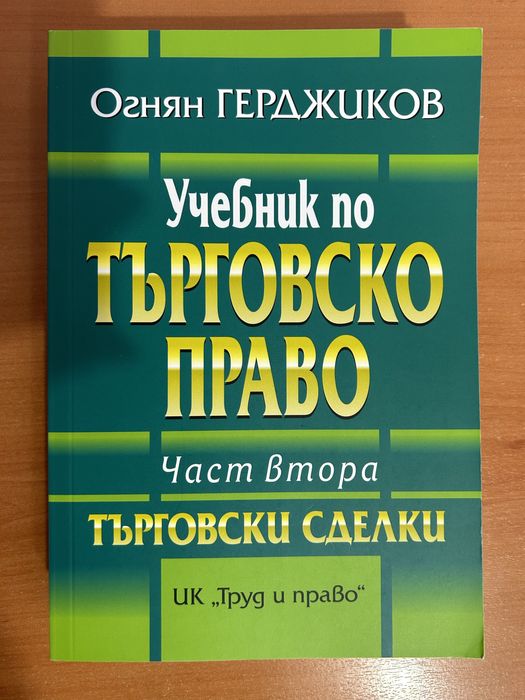 Огнян ГЕРДЖИКОВ
Учебник по
ТЪРГОВСКО
ПРАВО
Част втора
ТЪРГОВСКИ СДЕЛКИ
ИК „Труд и право“